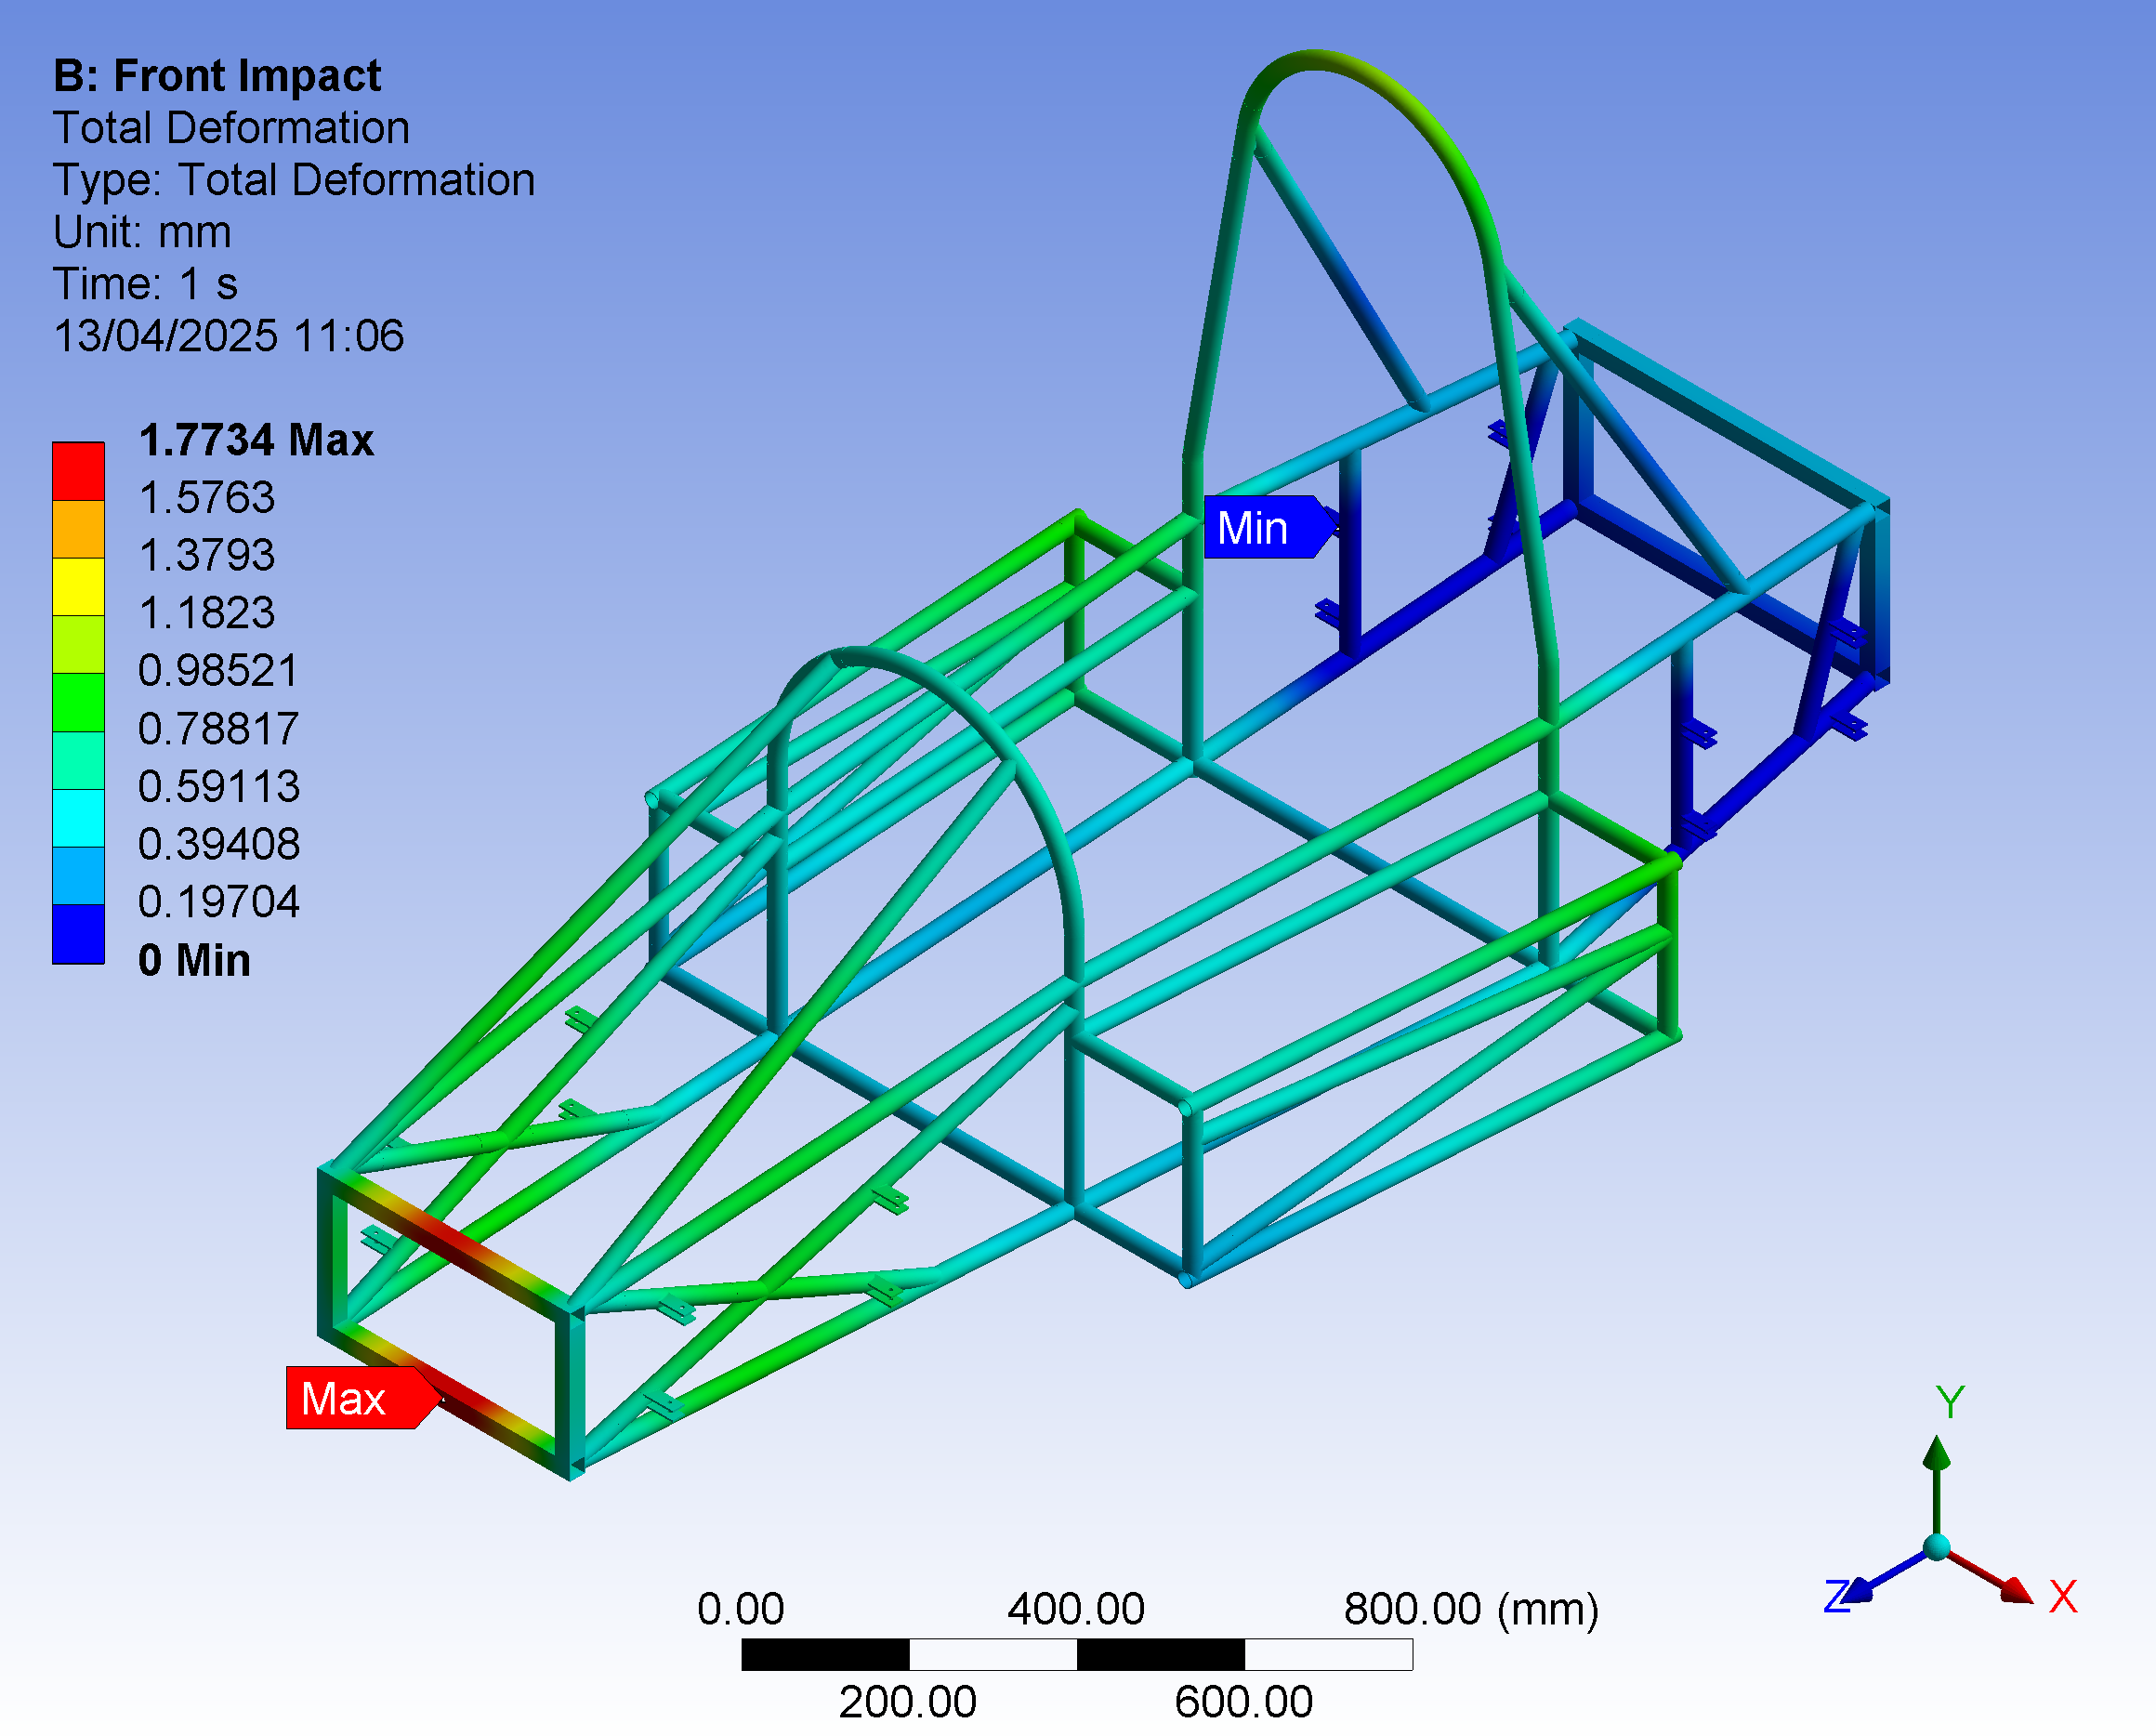 B: Front Impact
Total Deformation
Type: Total Deformation
Unit: mm
Time: 1 s
13/04/2025 11:06
1.7734 Max
1.5763
1.3793
1.1823
0.98521
0.78817
0.59113
0.39408
0.19704
0 Min
Min
Max
Y
Z
X
0.00 400.00 800.00 (mm)
200.00 600.00